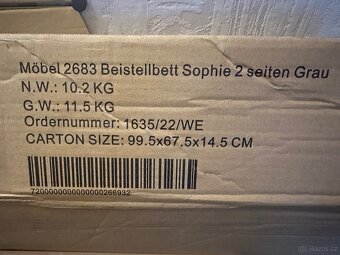 Möbel 2683 Beistellbett Sophie 2 seiten Grau
N.W.: 10.2 KG
G.W.: 11.5 KG
Ordernummer: 1635/22/WE
CARTON SIZE: 99.5x67.5x14.5 CM